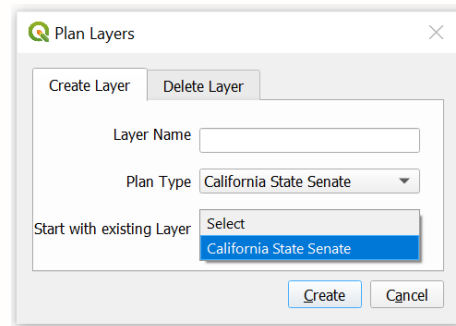 Plan Layers
Create Layer Delete Layer
Layer Name
Plan Type California State Senate
Start with existing Layer Select
California State Senate
Create Cancel